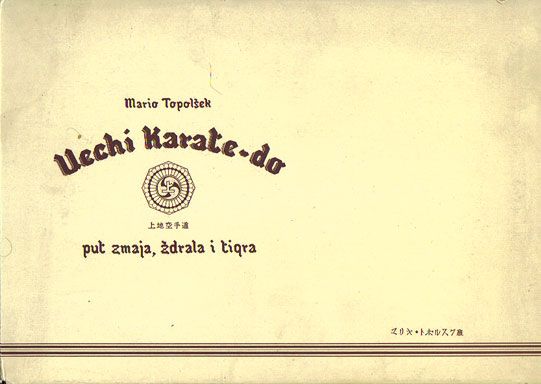 Mario Topolšek
Uechi Karate-do
上地空手道
put zmaja, ždrala i tigra